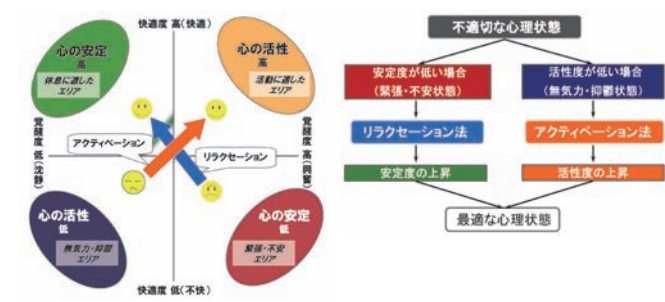 快適度 高(快適)
心の安定
高
休息に適した
エリア
心の活性
高
活動に適した
エリア
覚醒度 低(沈静)
アクティベーション
リラクセーション
覚醒度 高(興奮)
心の活性
低
無気力・抑鬱
エリア
心の安定
低
緊張・不安
エリア
快適度 低(不快)
不適切な心理状態
安定度が低い場合
(緊張・不安状態)
活性度が低い場合
(無気力・抑鬱状態)
リラクセーション法
アクティベーション法
安定度の上昇
活性度の上昇
最適な心理状態